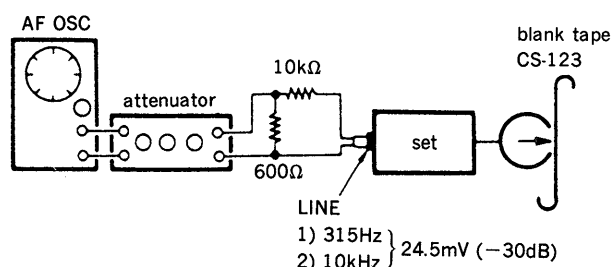 AF OSC
attenuator
10kΩ
600Ω
LINE
1) 315Hz
2) 10kHz
24.5mV (−30dB)
set
blank tape
CS-123